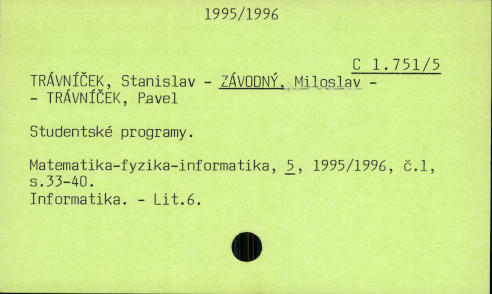 1995/1996
C 1.751/5
TRÁVNÍČEK, Stanislav - ZÁVODNÝ, Miloslav -
- TRÁVNÍČEK, Pavel
Studentské programy.
Matematika-fyzika-informatika, 5, 1995/1996, č.1,
s.33-40.
Informatika. - Lit.6.